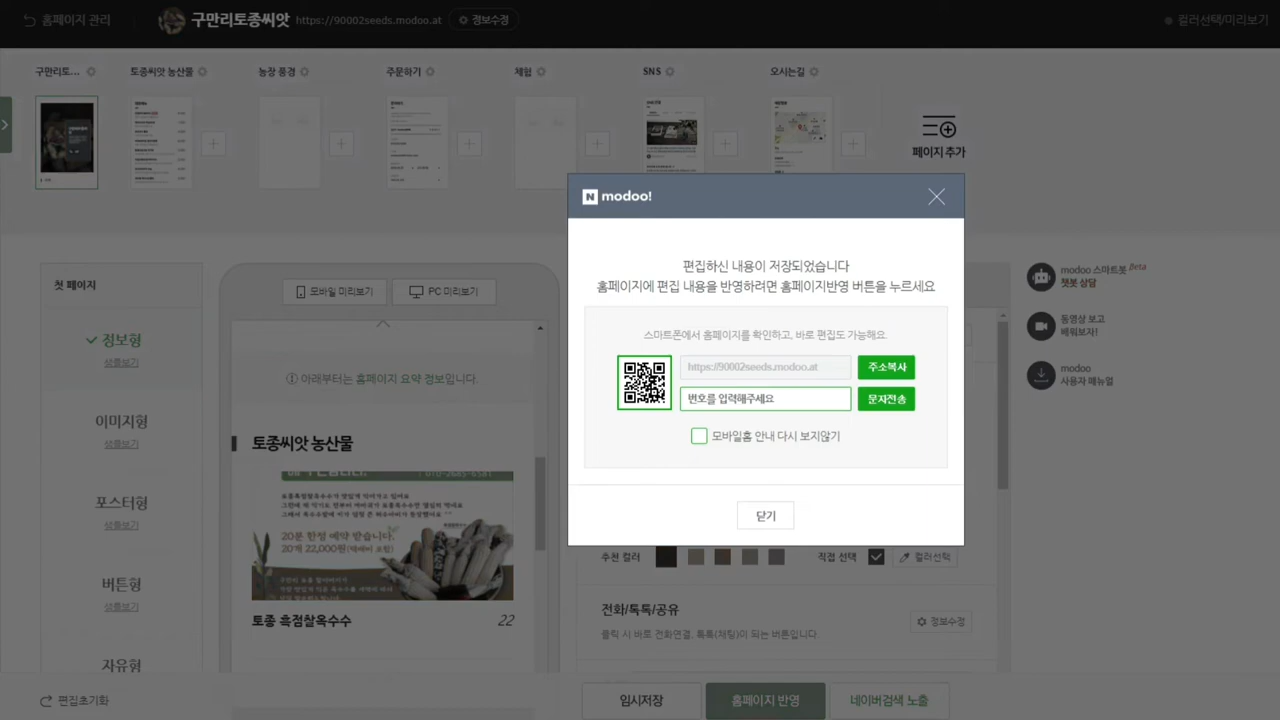 홈페이지 관리
구만리토종씨앗
https://90002seeds.modoo.at
정보수정
컬러선택/미리보기
구만리토...
토종씨앗 농산물
농장 풍경
주문하기
체험
SNS
오시는길
페이지 추가
N modoo!
편집하신 내용이 저장되었습니다
홈페이지에 편집 내용을 반영하려면 홈페이지반영 버튼을 누르세요
스마트폰에서 홈페이지를 확인하고, 바로 편집도 가능해요.
https://90002seeds.modoo.at
주소복사
번호를 입력해주세요
문자전송
모바일홈 안내 다시 보지않기
닫기
첫 페이지
정보형
샘플보기
이미지형
샘플보기
포스터형
샘플보기
버튼형
샘플보기
자유형
모바일 미리보기
PC 미리보기
아래부터는 홈페이지 요약 정보입니다.
토종씨앗 농산물
20분 한정 예약 받습니다.
20개 22,000원(택배비 포함)
토종 흑점찰옥수수
22
modoo 스마트봇 Beta
챗봇 상담
동영상 보고
배워보자!
modoo
사용자 메뉴얼
추천 컬러
직접 선택
컬러선택
전화/톡톡/공유
클릭 시 바로 전화연결, 톡톡(채팅)이 되는 버튼입니다.
정보수정
편집초기화
임시저장
홈페이지 반영
네이버검색 노출